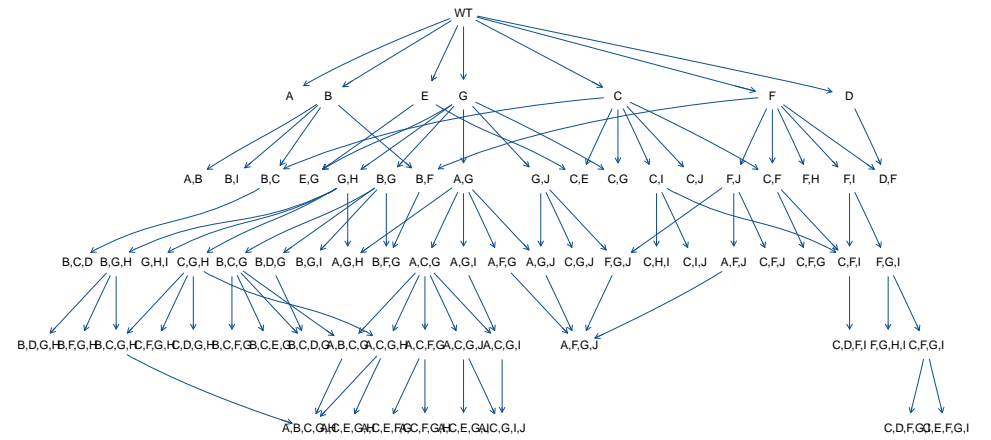 WT
A B E G C F D
A,B B,I B,C E,G G,H B,G B,F A,G G,J C,E C,G C,I C,J F,J C,F F,H F,I D,F
B,C,D B,G,H G,H,I C,G,H B,C,G B,D,G B,G,I A,G,H B,F,G A,C,G A,G,I A,F,G A,G,J C,G,J F,G,J C,H,I C,I,J A,F,J C,F,J C,F,G C,F,I F,G,I
B,D,G,H B,F,G,H B,C,G,H C,F,G,H C,D,G,H B,C,F,G B,C,E,G B,C,D,G A,B,C,G A,C,G,H A,C,F,G A,C,G,J A,C,G,I A,F,G,J C,D,F,I F,G,H,I C,F,G,I
A,B,C,G,H A,C,E,G,H A,C,E,F,G A,C,F,G,H A,C,E,G,J A,C,G,I,J C,D,F,G,I C,E,F,G,I